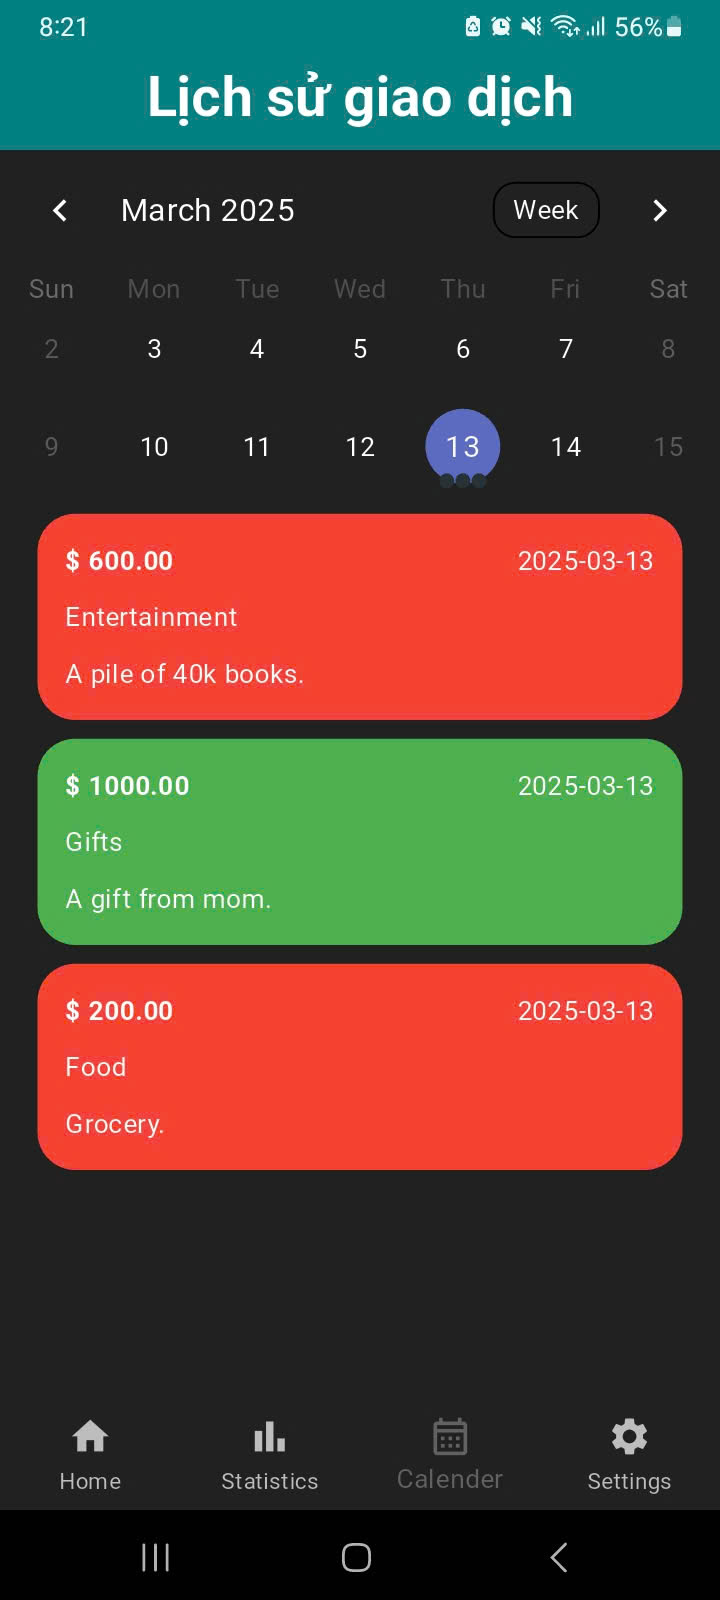 8:21 56%
Lịch sử giao dịch
March 2025 Week
Sun Mon Tue Wed Thu Fri Sat
2 3 4 5 6 7 8
9 10 11 12 13 14 15
$ 600.00 2025-03-13
Entertainment
A pile of 40k books.
$ 1000.00 2025-03-13
Gifts
A gift from mom.
$ 200.00 2025-03-13
Food
Grocery.
Home Statistics Calender Settings